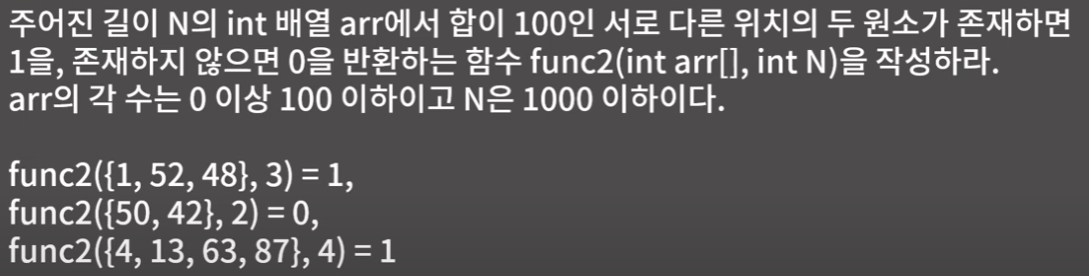 주어진 길이 N의 int 배열 arr에서 합이 100인 서로 다른 위치의 두 원소가 존재하면
1을, 존재하지 않으면 0을 반환하는 함수 func2(int arr[], int N)을 작성하라.
arr의 각 수는 0 이상 100 이하이고 N은 1000 이하이다.
func2({1, 52, 48}, 3) = 1,
func2({50, 42}, 2) = 0,
func2({4, 13, 63, 87}, 4) = 1